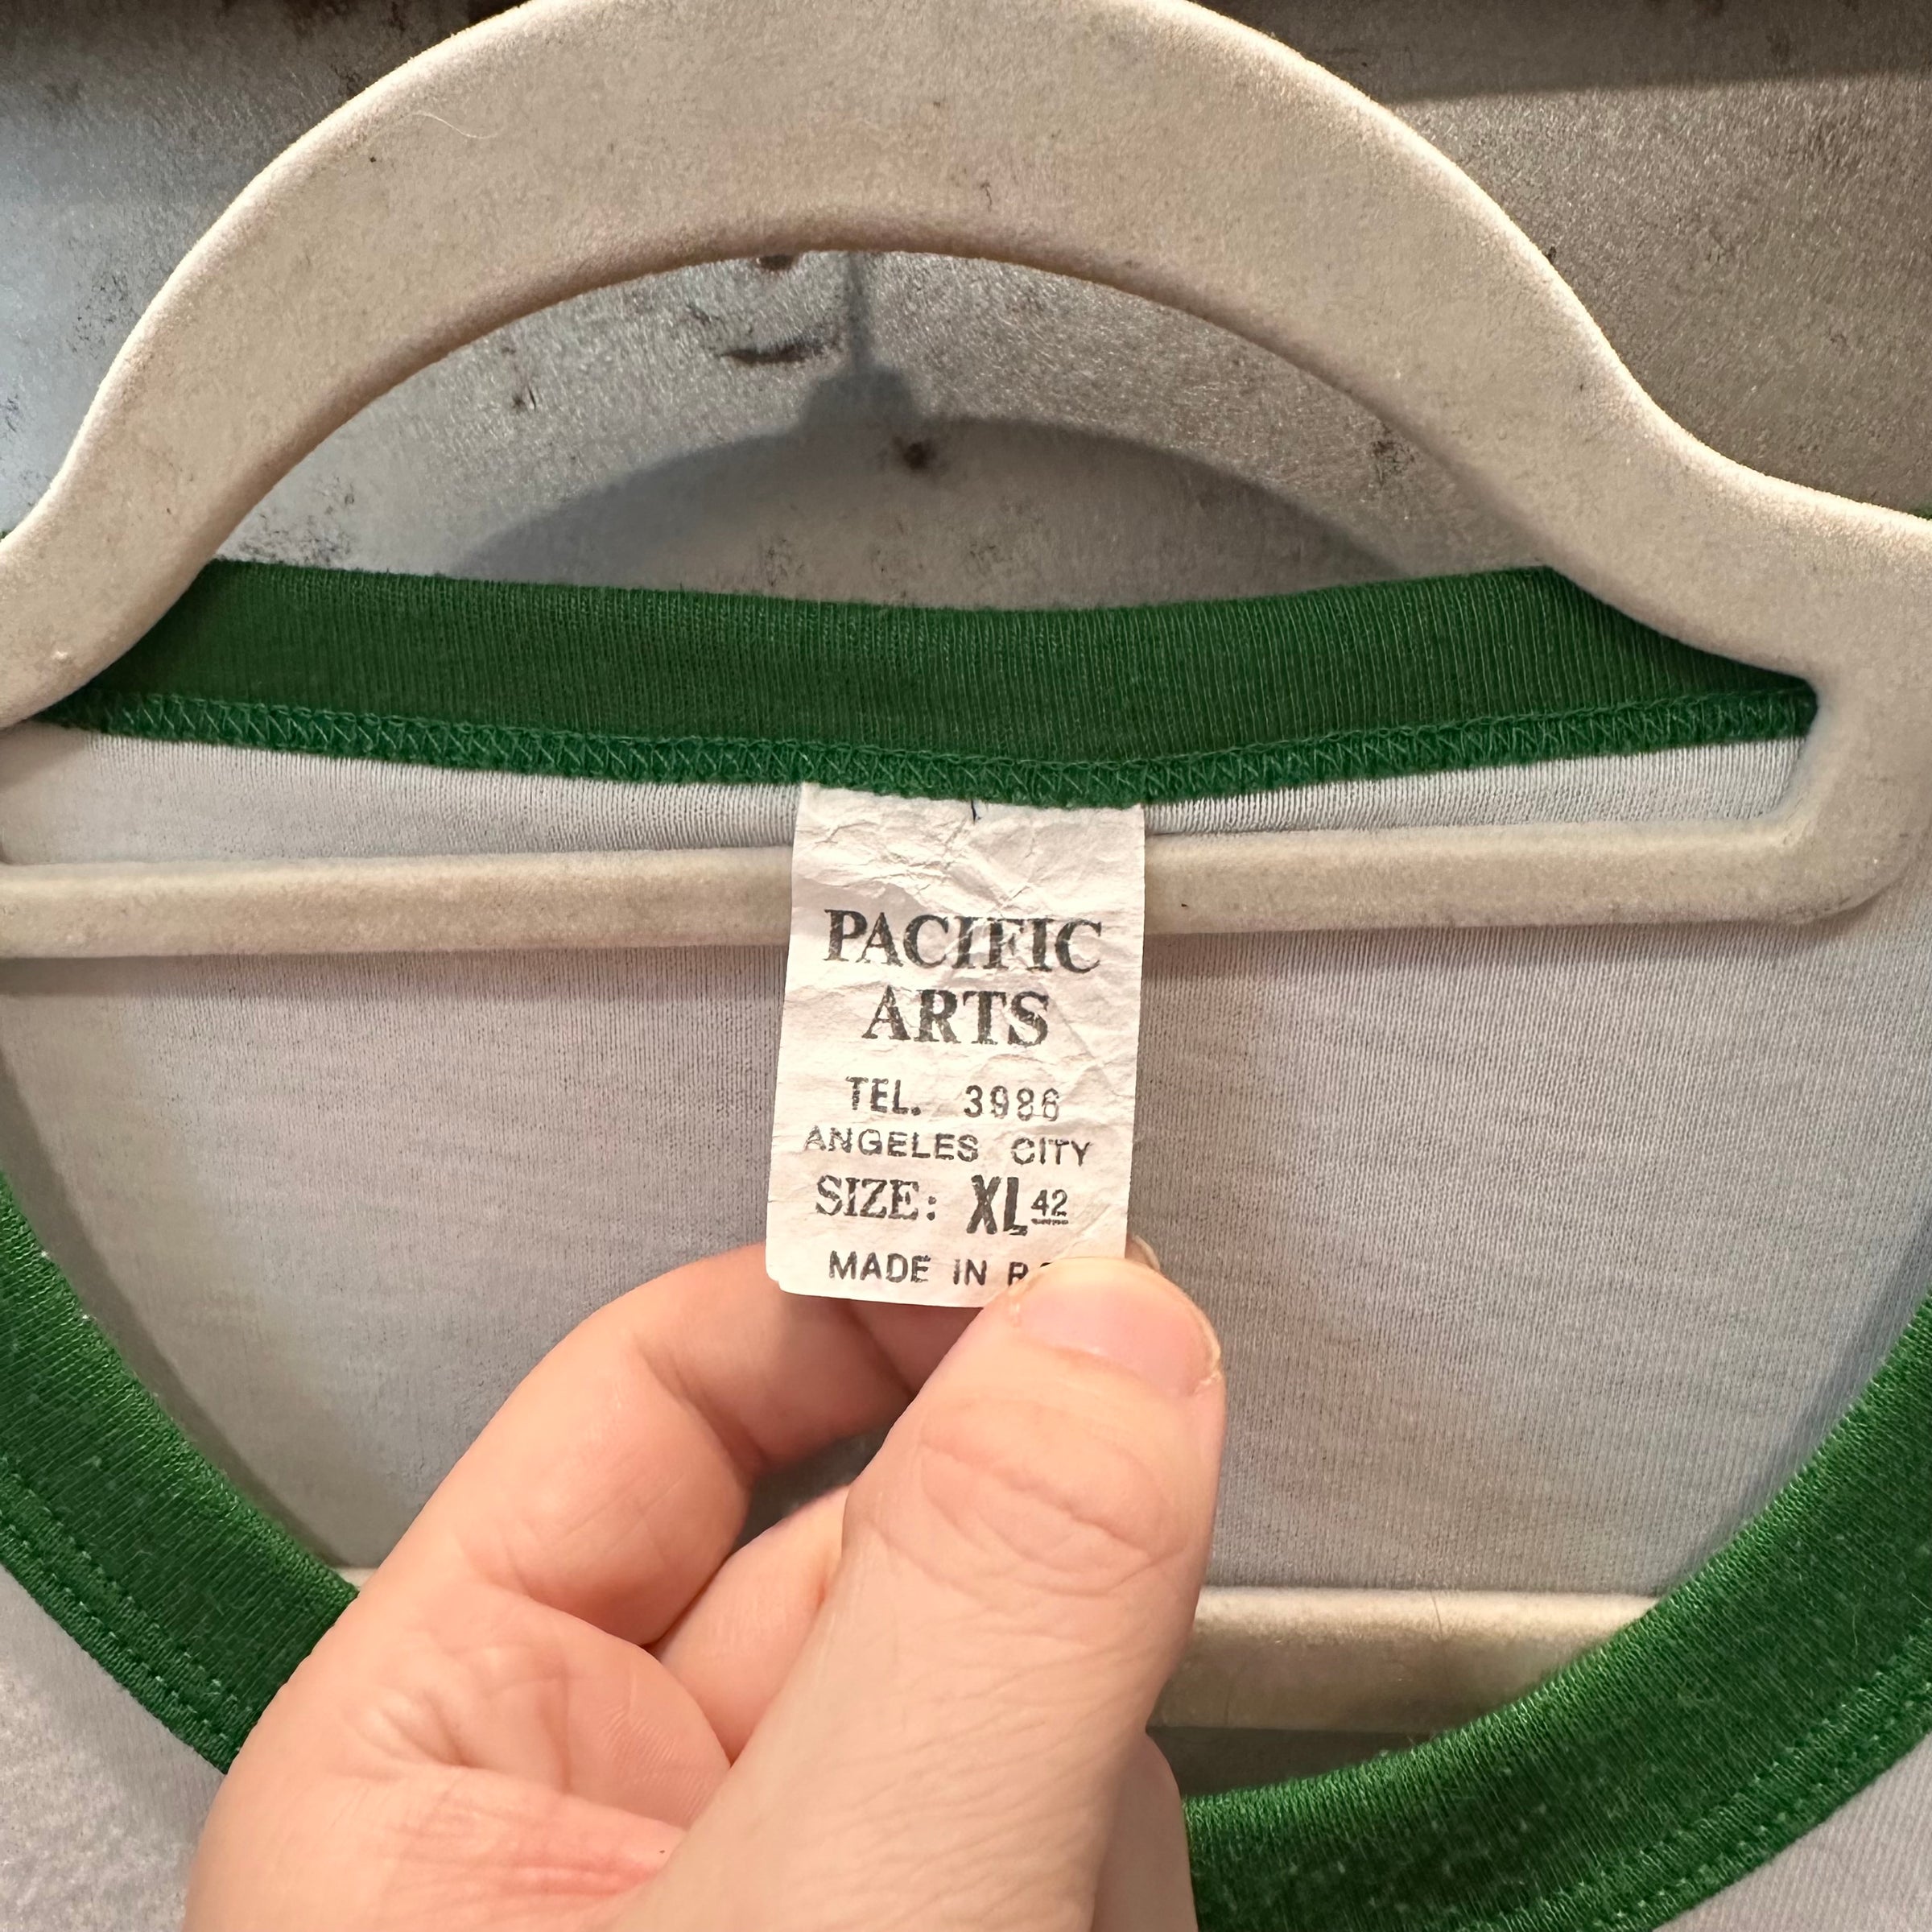 PACIFIC
ARTS
TEL. 3986
ANGELES CITY
SIZE: XL 42
MADE IN